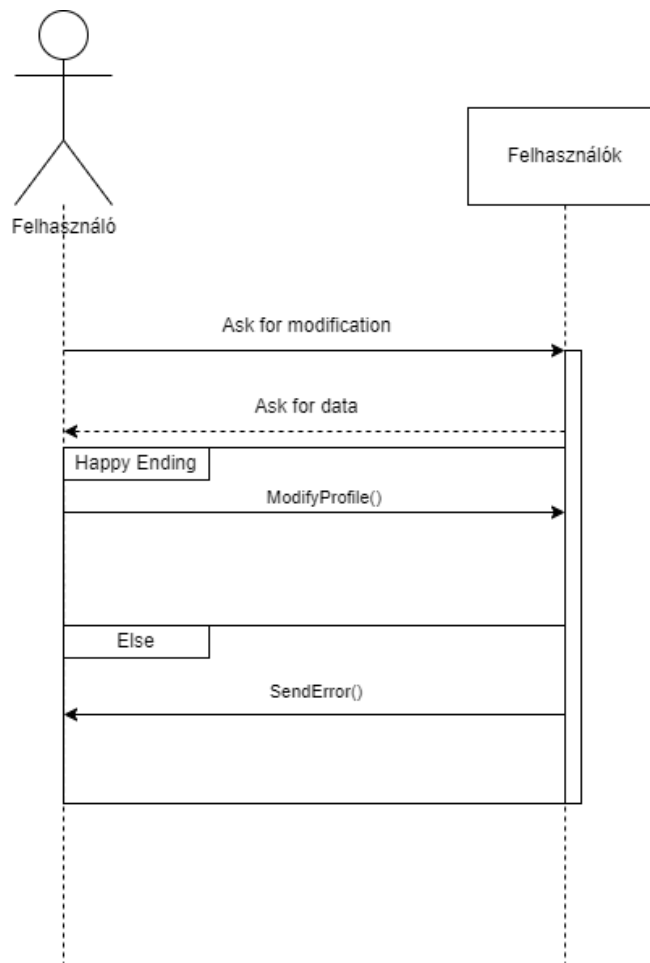 Felhasználók
Felhasználó
Ask for modification
Ask for data
Happy Ending
ModifyProfile()
Else
SendError()